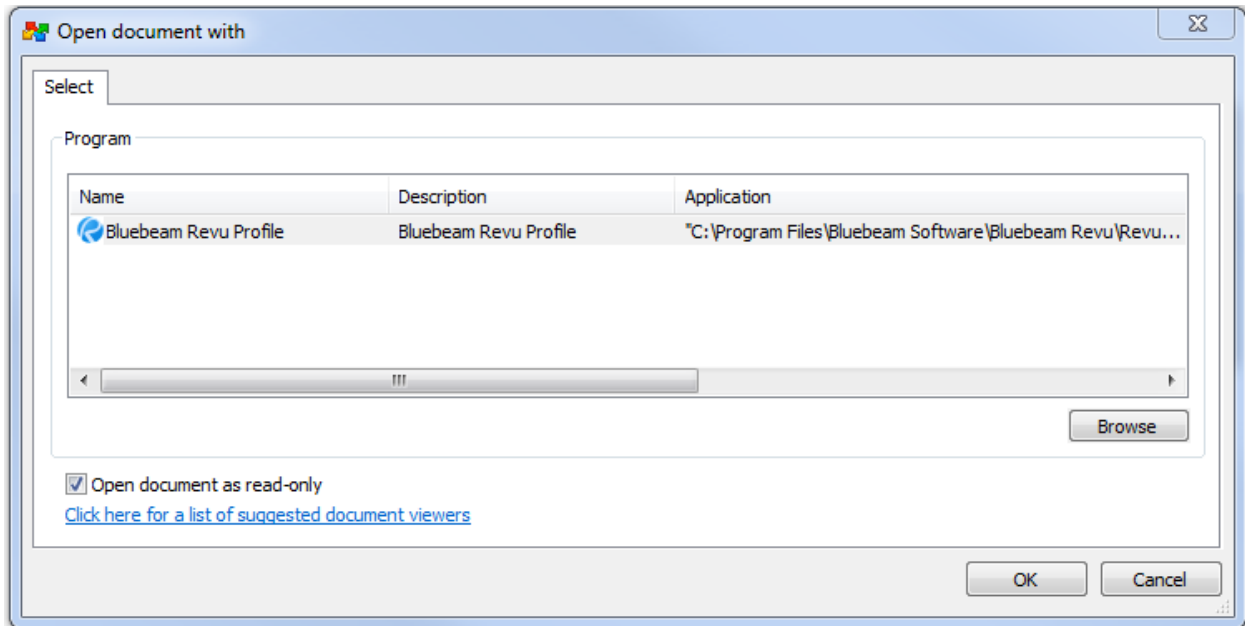 Open document with
Select
Program
Name Description Application
Bluebeam Revu Profile Bluebeam Revu Profile "C:\Program Files\Bluebeam Software\Bluebeam Revu\Revu...
Browse
Open document as read-only
Click here for a list of suggested document viewers
OK Cancel